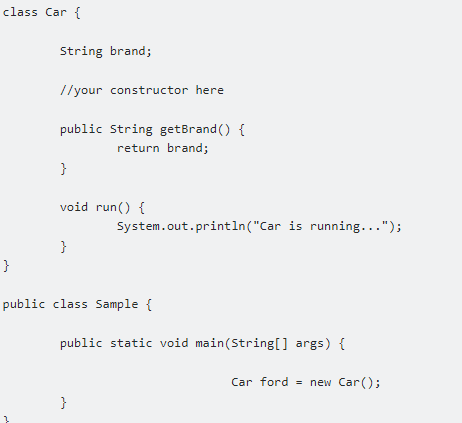 class Car {
String brand;
//your constructor here
public String getBrand() {
return brand;
}
void run() {
System.out.println("Car is running...");
}
}
public class Sample {
public static void main(String[] args) {
Car ford = new Car();
}
}